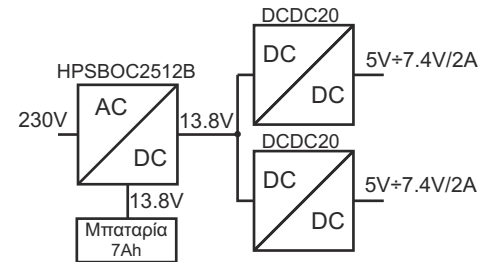 DCDC20
DC
DC
5V÷7.4V/2A
HPSBOC2512B
AC
DC
230V
13.8V
13.8V
Μπαταρία
7Ah
DCDC20
DC
DC
5V÷7.4V/2A